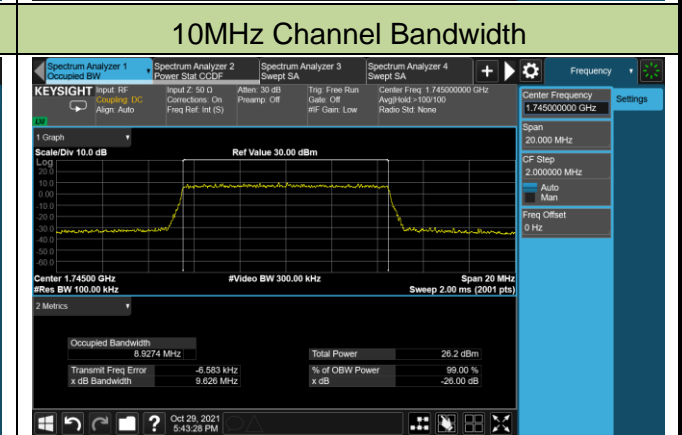 10MHz Channel Bandwidth
Spectrum Analyzer 1
Occupied BW
Spectrum Analyzer 2
Power Stat CCDF
Spectrum Analyzer 3
Swept SA
Spectrum Analyzer 4
Swept SA
Frequency
KEYSIGHT
Input: RF
Coupling: DC
Align: Auto
Input Z: 50 Ω
Corrections: On
Freq Ref: Int (S)
Atten: 30 dB
Preamp: Off
Trig: Free Run
Gate: Off
#IF Gain: Low
Center Freq: 1.745000000 GHz
Avg|Hold:>100/100
Radio Std: None
Center Frequency
1.745000000 GHz
Settings
Span
20.000 MHz
CF Step
2.000000 MHz
Auto
Man
Freq Offset
0 Hz
1 Graph
Scale/Div 10.0 dB
Ref Value 30.00 dBm
Log
20.0
10.0
0.00
-10.0
-20.0
-30.0
-40.0
-50.0
-60.0
Center 1.74500 GHz
#Video BW 300.00 kHz
Span 20 MHz
#Res BW 100.00 kHz
Sweep 2.00 ms (2001 pts)
2 Metrics
Occupied Bandwidth
8.9274 MHz
Total Power 26.2 dBm
Transmit Freq Error -6.583 kHz
% of OBW Power 99.00 %
x dB Bandwidth 9.626 MHz
x dB -26.00 dB
?
Oct 29, 2021
5:43:28 PM